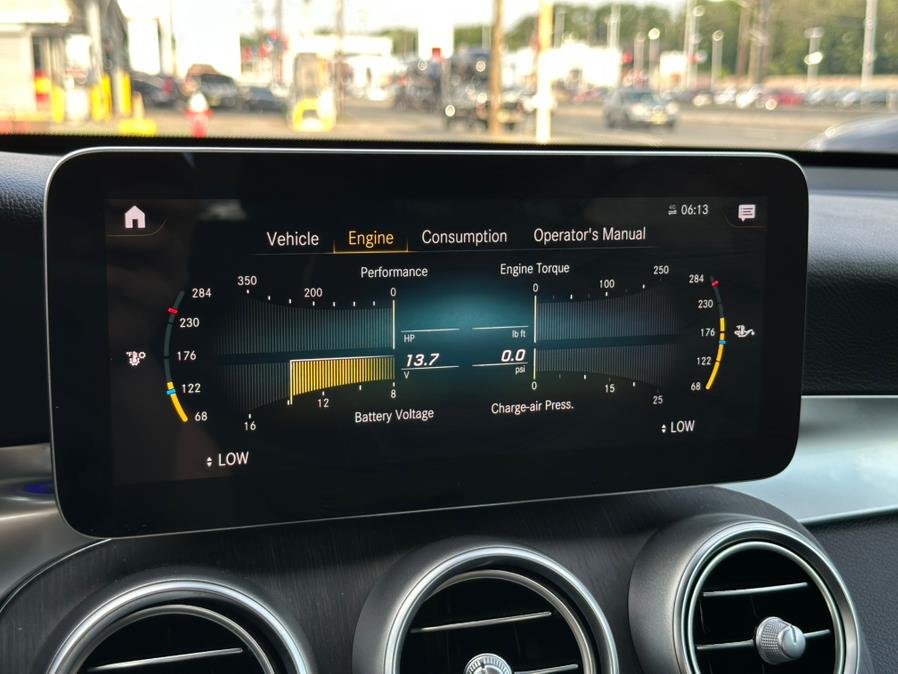 4G 06:13
Vehicle Engine Consumption Operator's Manual
Performance Engine Torque
350 200 0 0 100 250
284 284
230 230
176 176
122 122
68 68
HP lb ft
13.7 0.0
V psi
16 12 8 0 15 25
Battery Voltage Charge-air Press.
LOW LOW